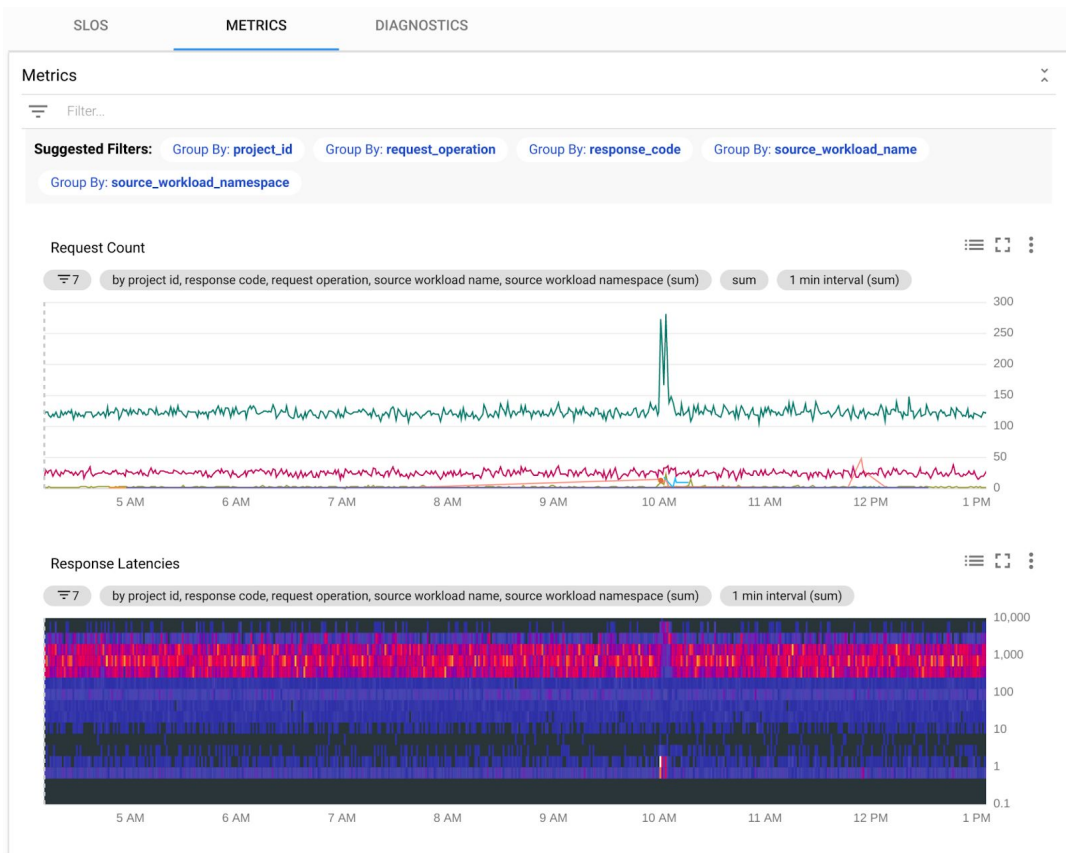 SLOS METRICS DIAGNOSTICS
Metrics
Filter...
Suggested Filters: Group By: project_id Group By: request_operation Group By: response_code Group By: source_workload_name
Group By: source_workload_namespace
Request Count
7 by project id, response code, request operation, source workload name, source workload namespace (sum) sum 1 min interval (sum)
300
250
200
150
100
50
0
5 AM 6 AM 7 AM 8 AM 9 AM 10 AM 11 AM 12 PM 1 PM
Response Latencies
7 by project id, response code, request operation, source workload name, source workload namespace (sum) 1 min interval (sum)
10,000
1,000
100
10
1
0.1
5 AM 6 AM 7 AM 8 AM 9 AM 10 AM 11 AM 12 PM 1 PM